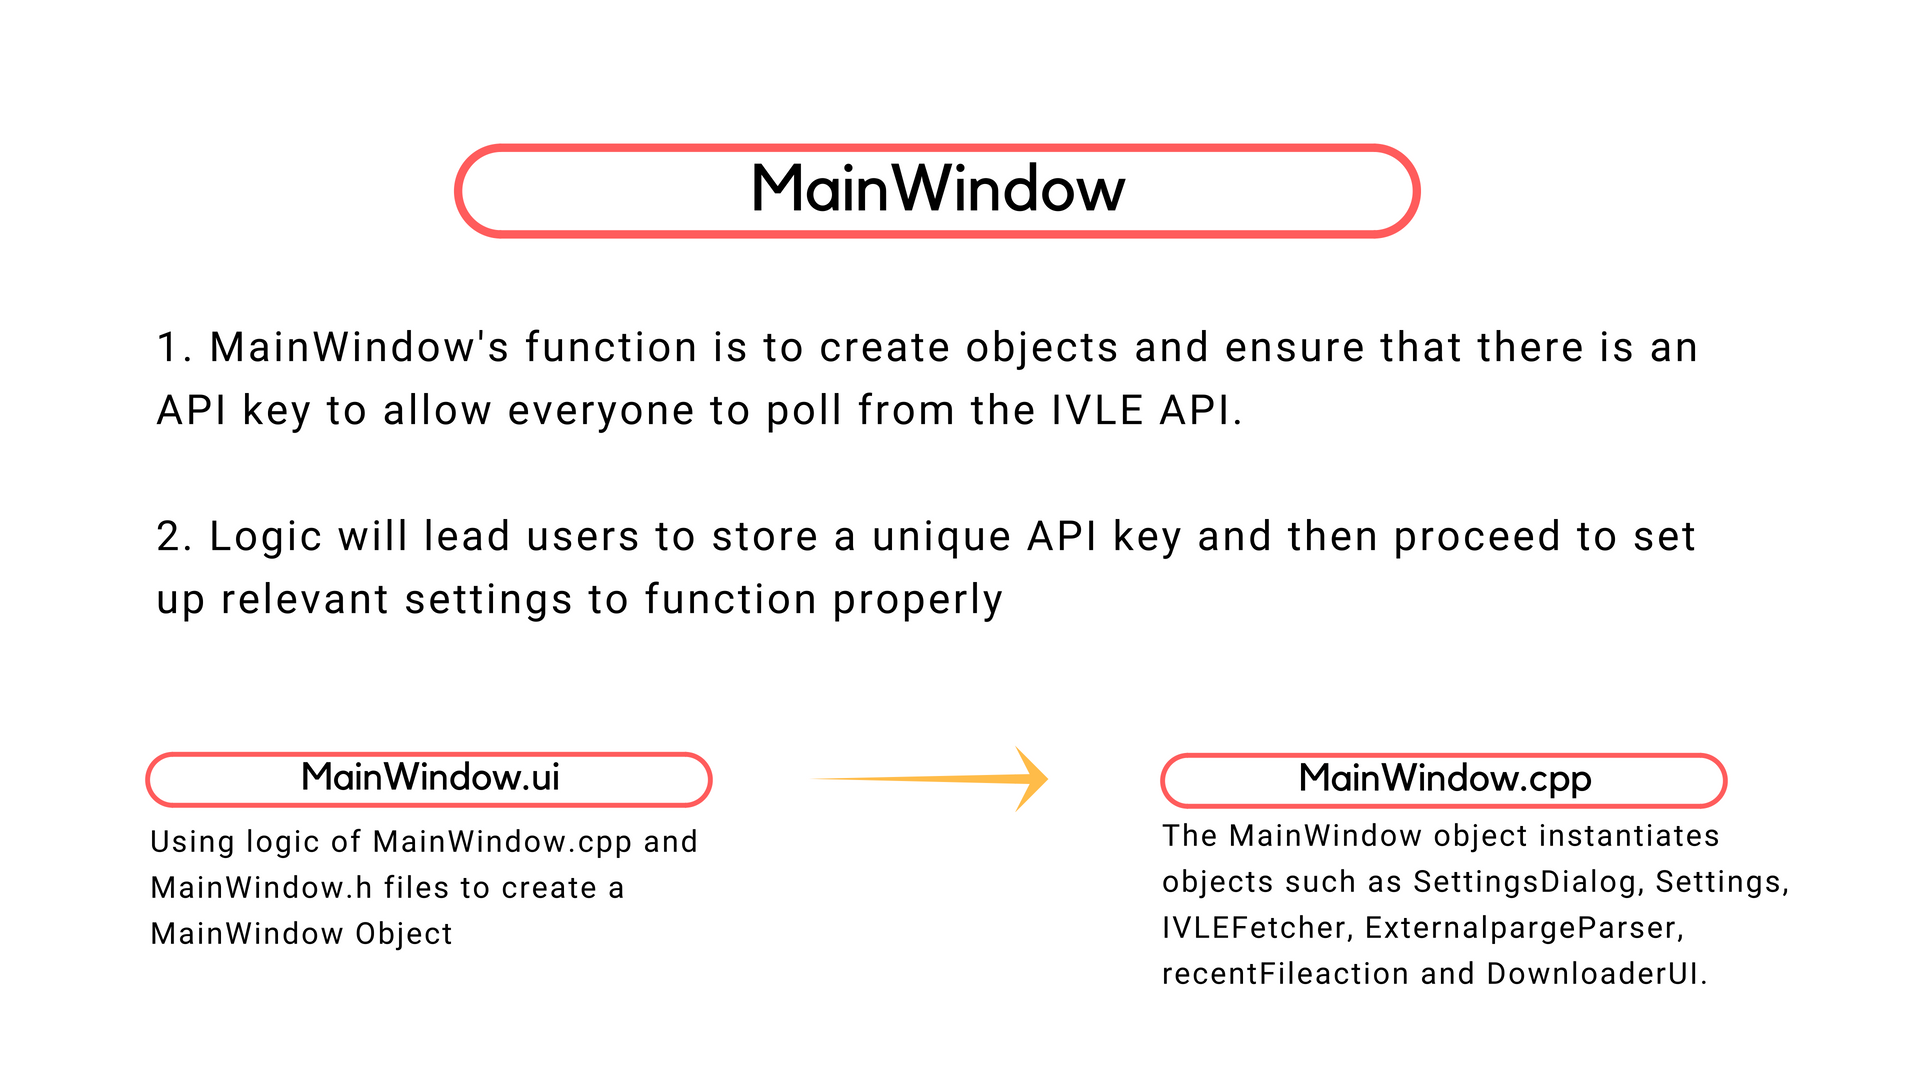 MainWindow
1. MainWindow's function is to create objects and ensure that there is an
API key to allow everyone to poll from the IVLE API.
2. Logic will lead users to store a unique API key and then proceed to set
up relevant settings to function properly
MainWindow.ui
Using logic of MainWindow.cpp and
MainWindow.h files to create a
MainWindow Object
MainWindow.cpp
The MainWindow object instantiates
objects such as SettingsDialog, Settings,
IVLEFetcher, ExternalpargeParser,
recentFileaction and DownloaderUI.